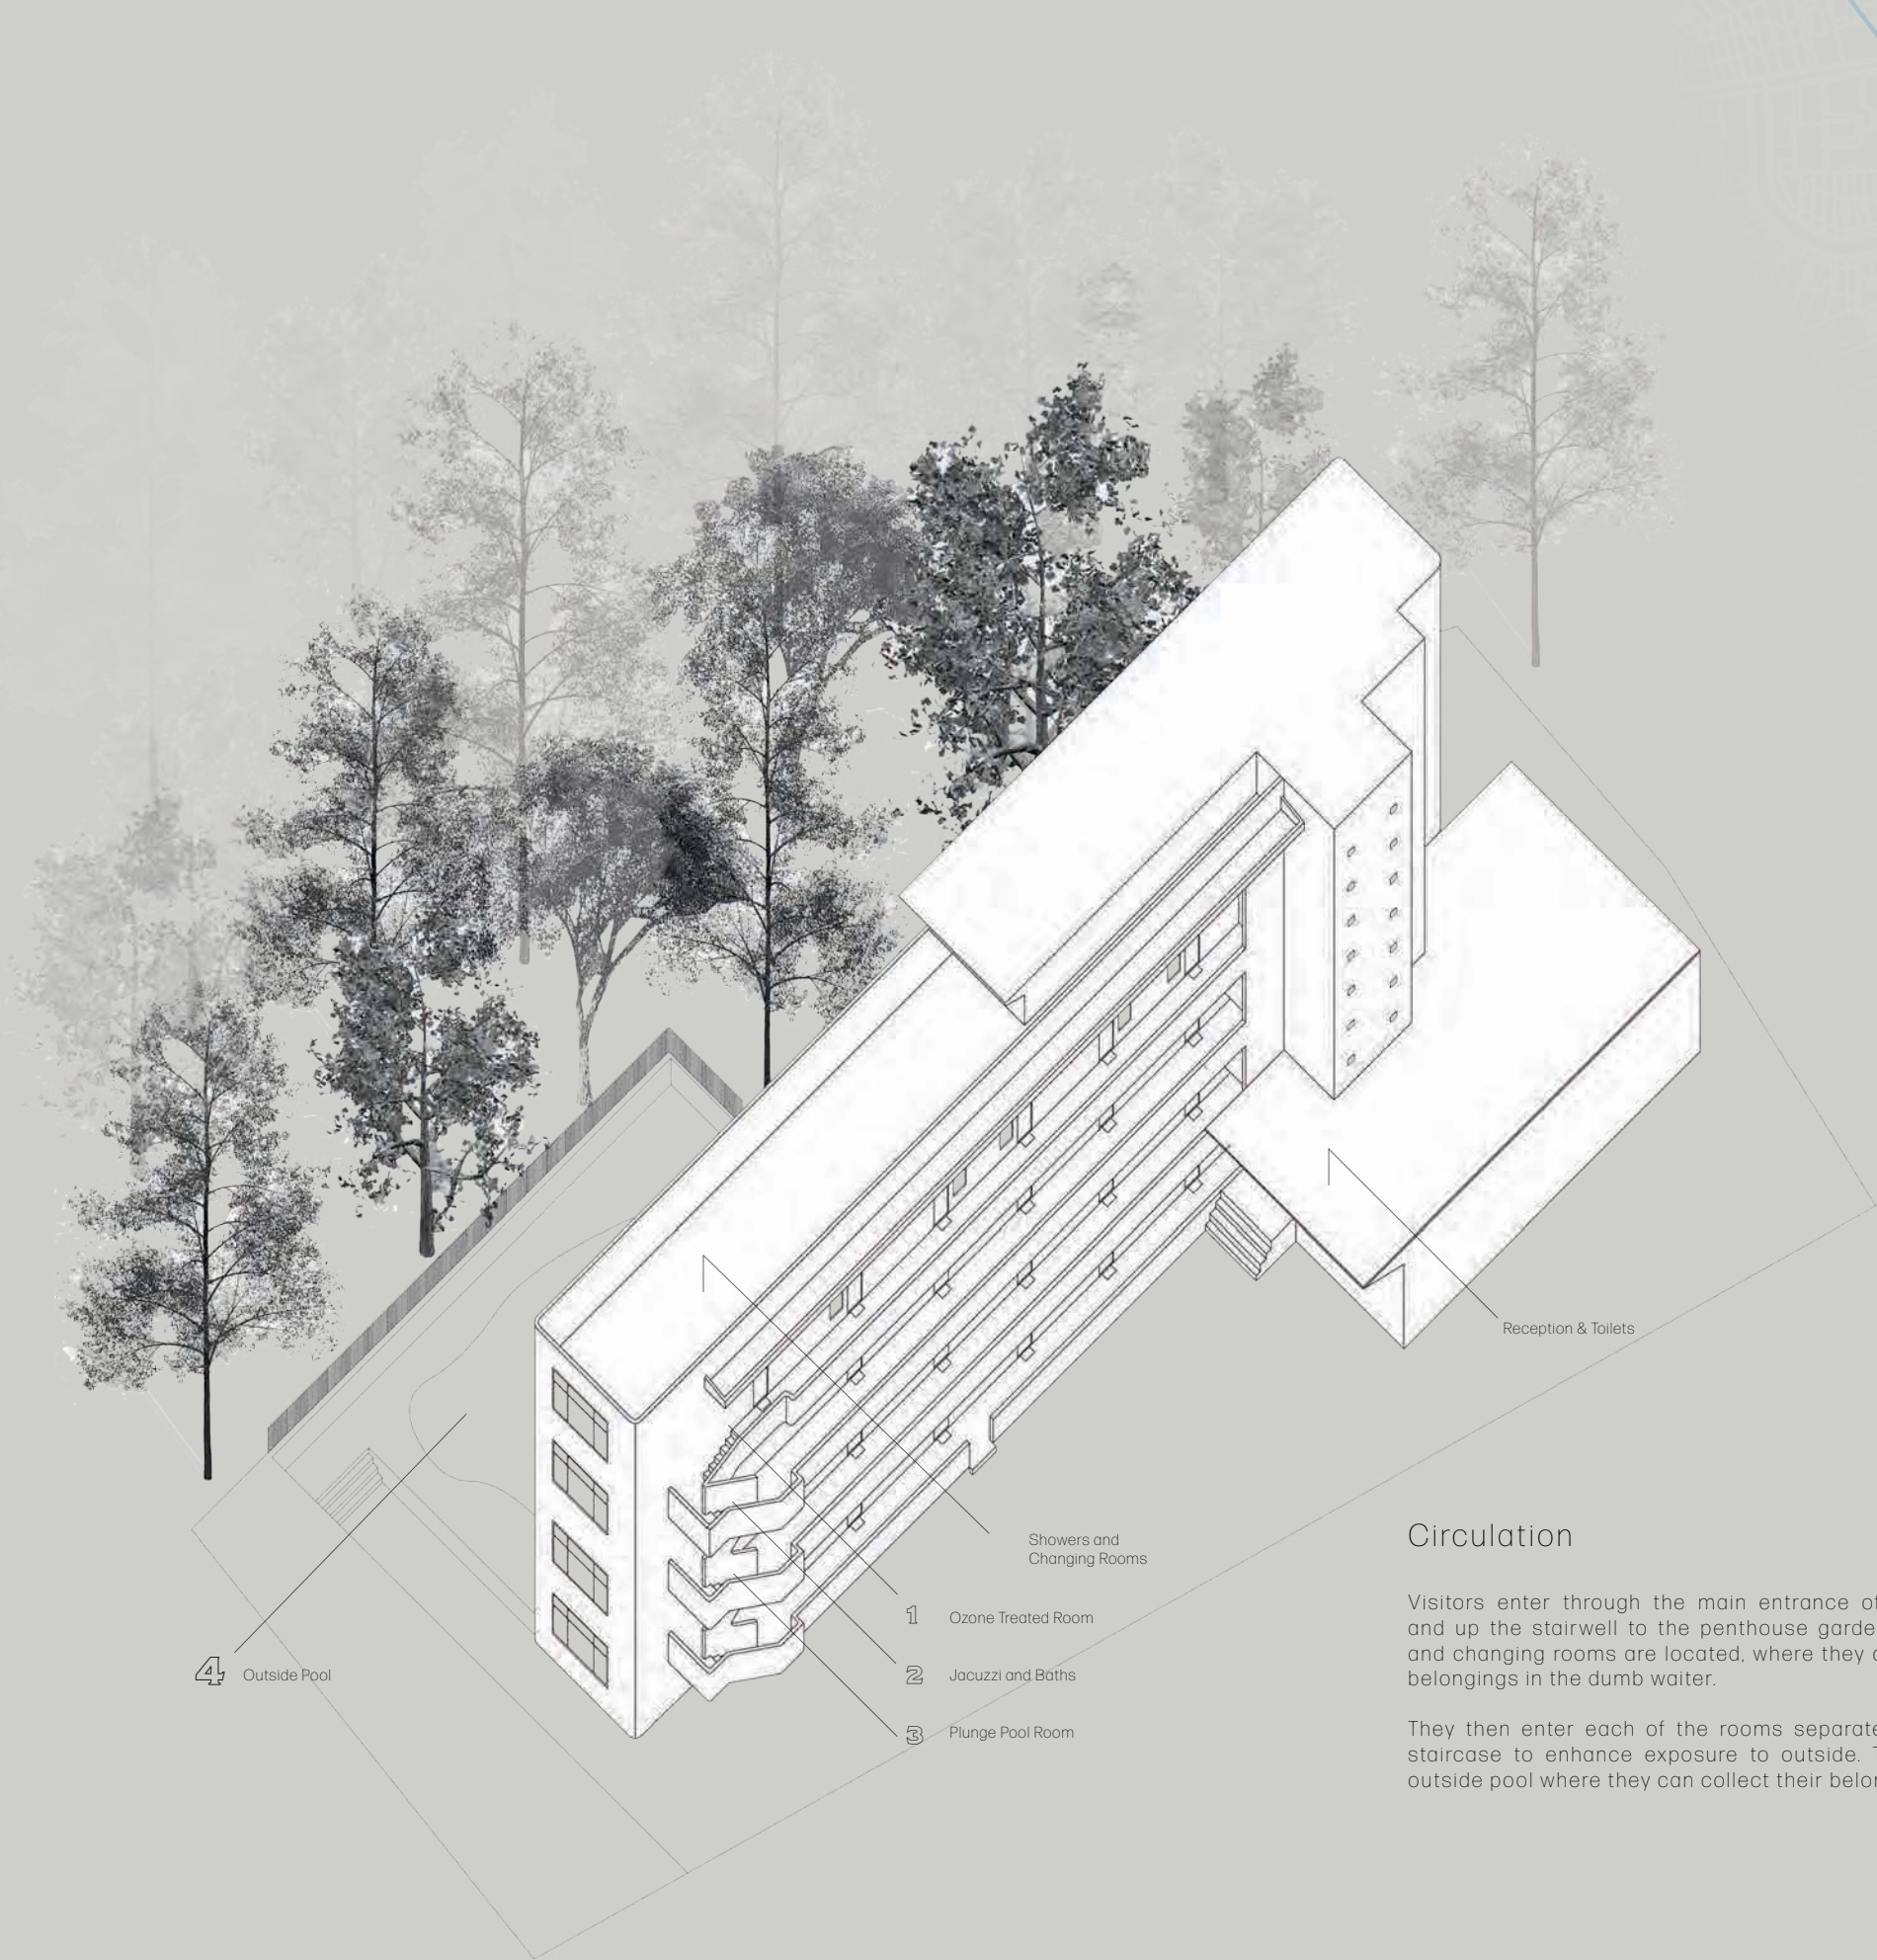 Reception & Toilets
Showers and
Changing Rooms
1 Ozone Treated Room
2 Jacuzzi and Baths
3 Plunge Pool Room
4 Outside Pool
Circulation
Visitors enter through the main entrance of
and up the stairwell to the penthouse
and changing rooms are located, where they
belongings in the dumb waiter.
They then enter each of the rooms
staircase to enhance exposure to outside.
outside pool where they can collect their